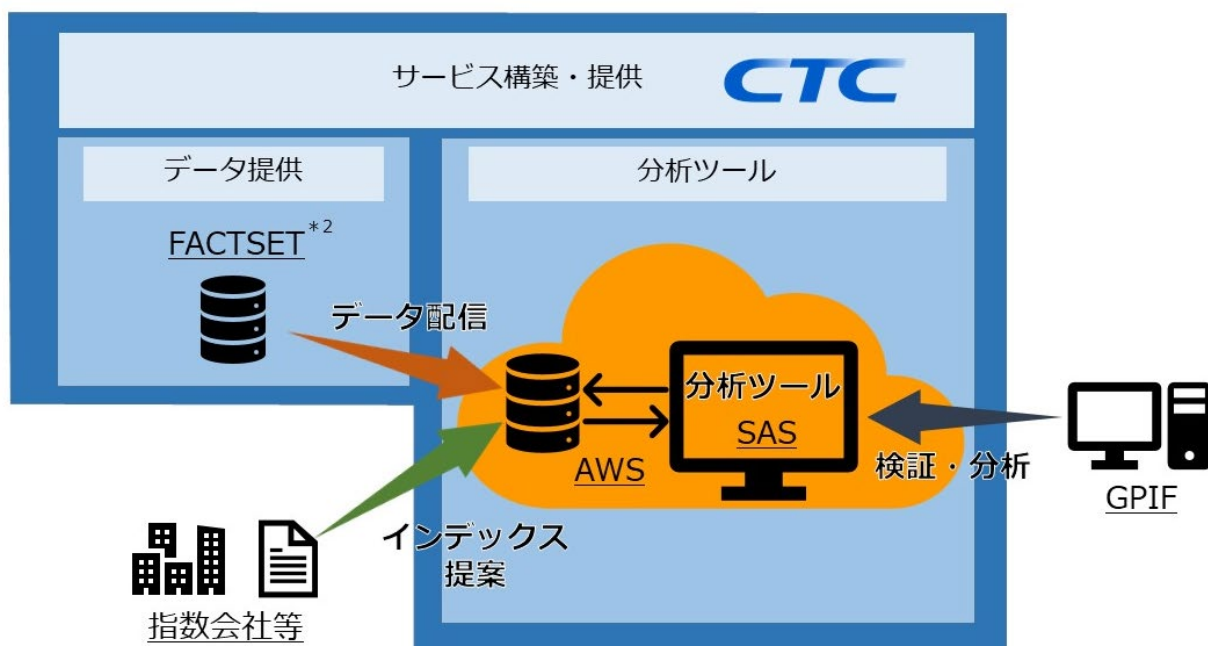 サービス構築・提供 CTC
データ提供
分析ツール
FACTSET*2
データ配信
分析ツール
SAS
AWS
検証・分析
GPIF
インデックス
提案
指数会社等